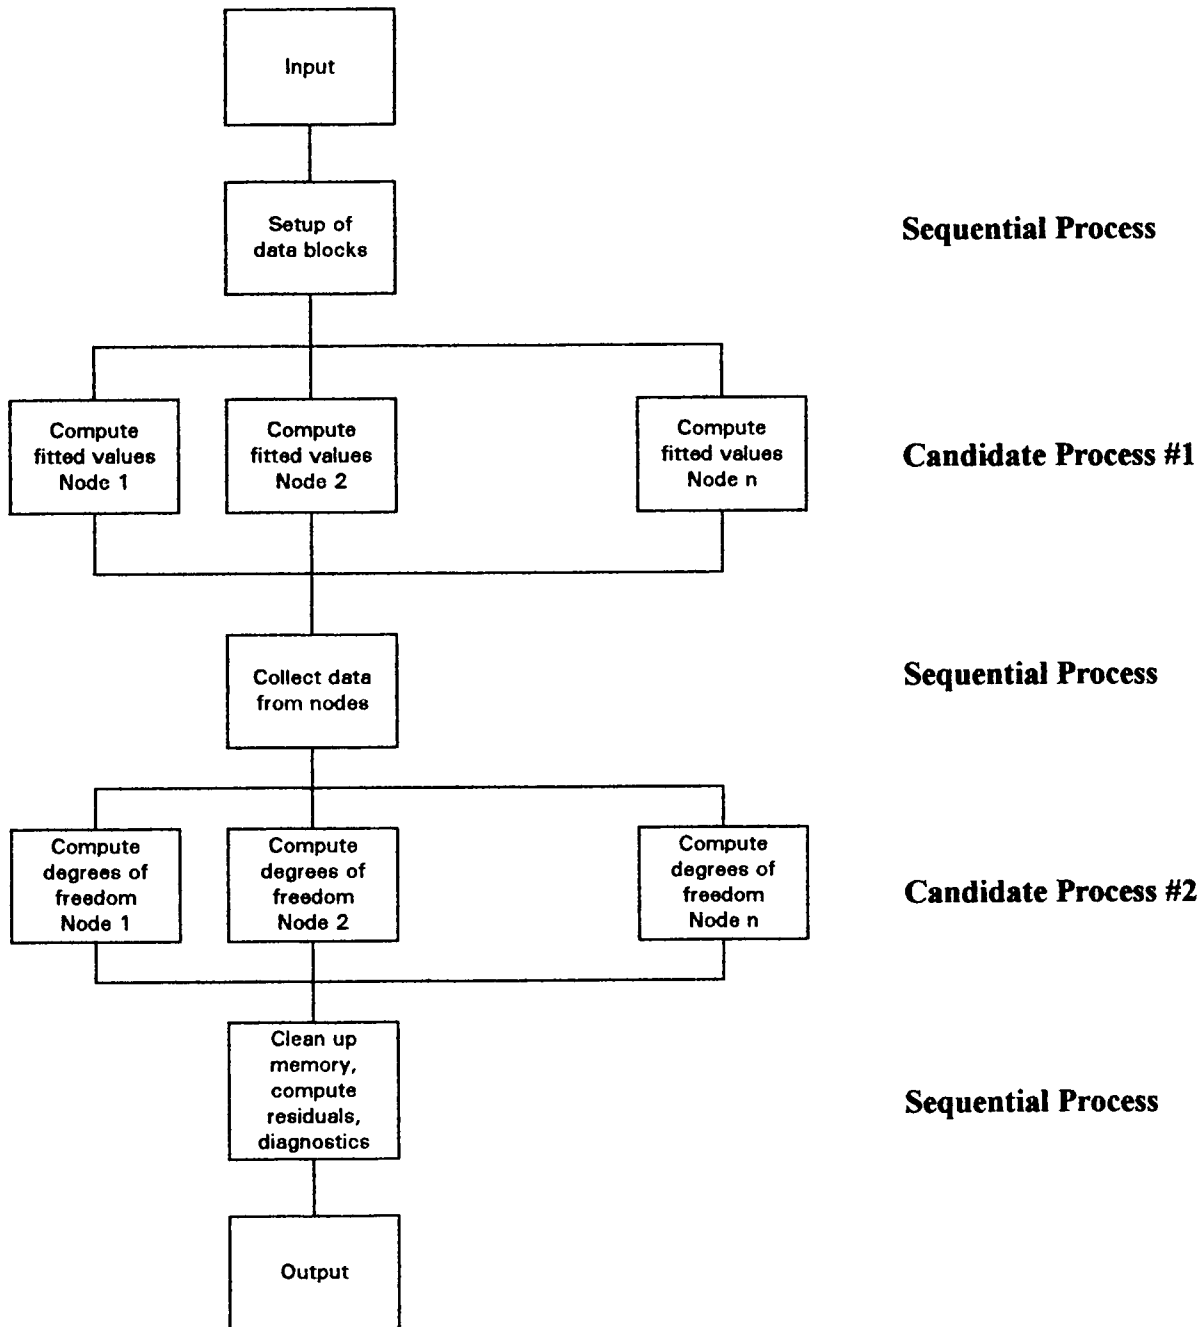 Input
Setup of
data blocks
Sequential Process
Compute
fitted values
Node 1
Compute
fitted values
Node 2
Compute
fitted values
Node n
Candidate Process #1
Collect data
from nodes
Sequential Process
Compute
degrees of
freedom
Node 1
Compute
degrees of
freedom
Node 2
Compute
degrees of
freedom
Node n
Candidate Process #2
Clean up
memory,
compute
residuals,
diagnostics
Sequential Process
Output